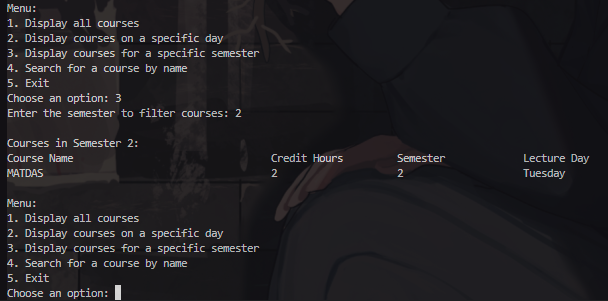 Menu:
1. Display all courses
2. Display courses on a specific day
3. Display courses for a specific semester
4. Search for a course by name
5. Exit
Choose an option: 3
Enter the semester to filter courses: 2
Courses in Semester 2:
Course Name Credit Hours Semester Lecture Day
MATDAS 2 2 Tuesday
Menu:
1. Display all courses
2. Display courses on a specific day
3. Display courses for a specific semester
4. Search for a course by name
5. Exit
Choose an option: